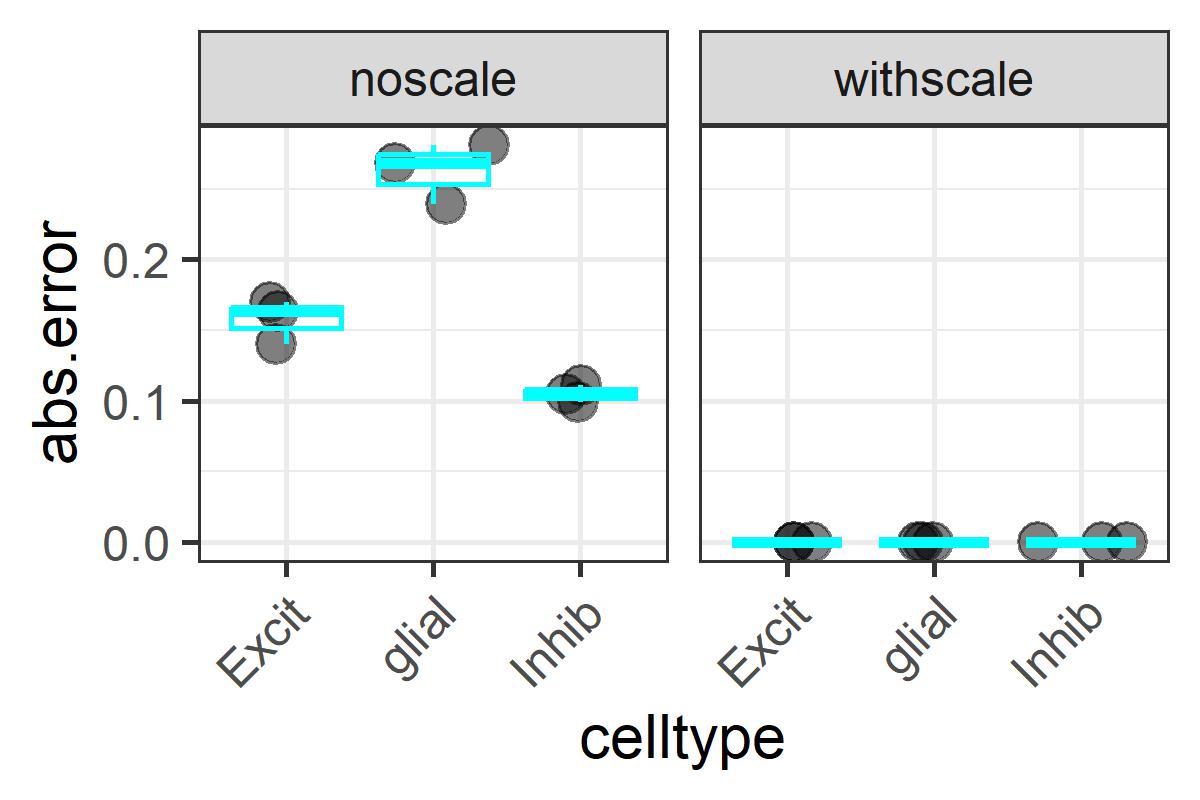 noscale withscale
abs.error
0.2
0.1
0.0
Excit glial Inhib Excit glial Inhib
celltype